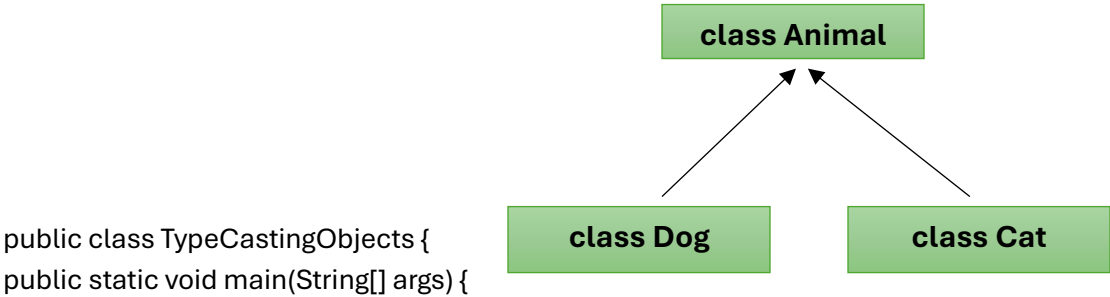 class Animal
class Dog
class Cat
public class TypeCastingObjects {
public static void main(String[] args) {